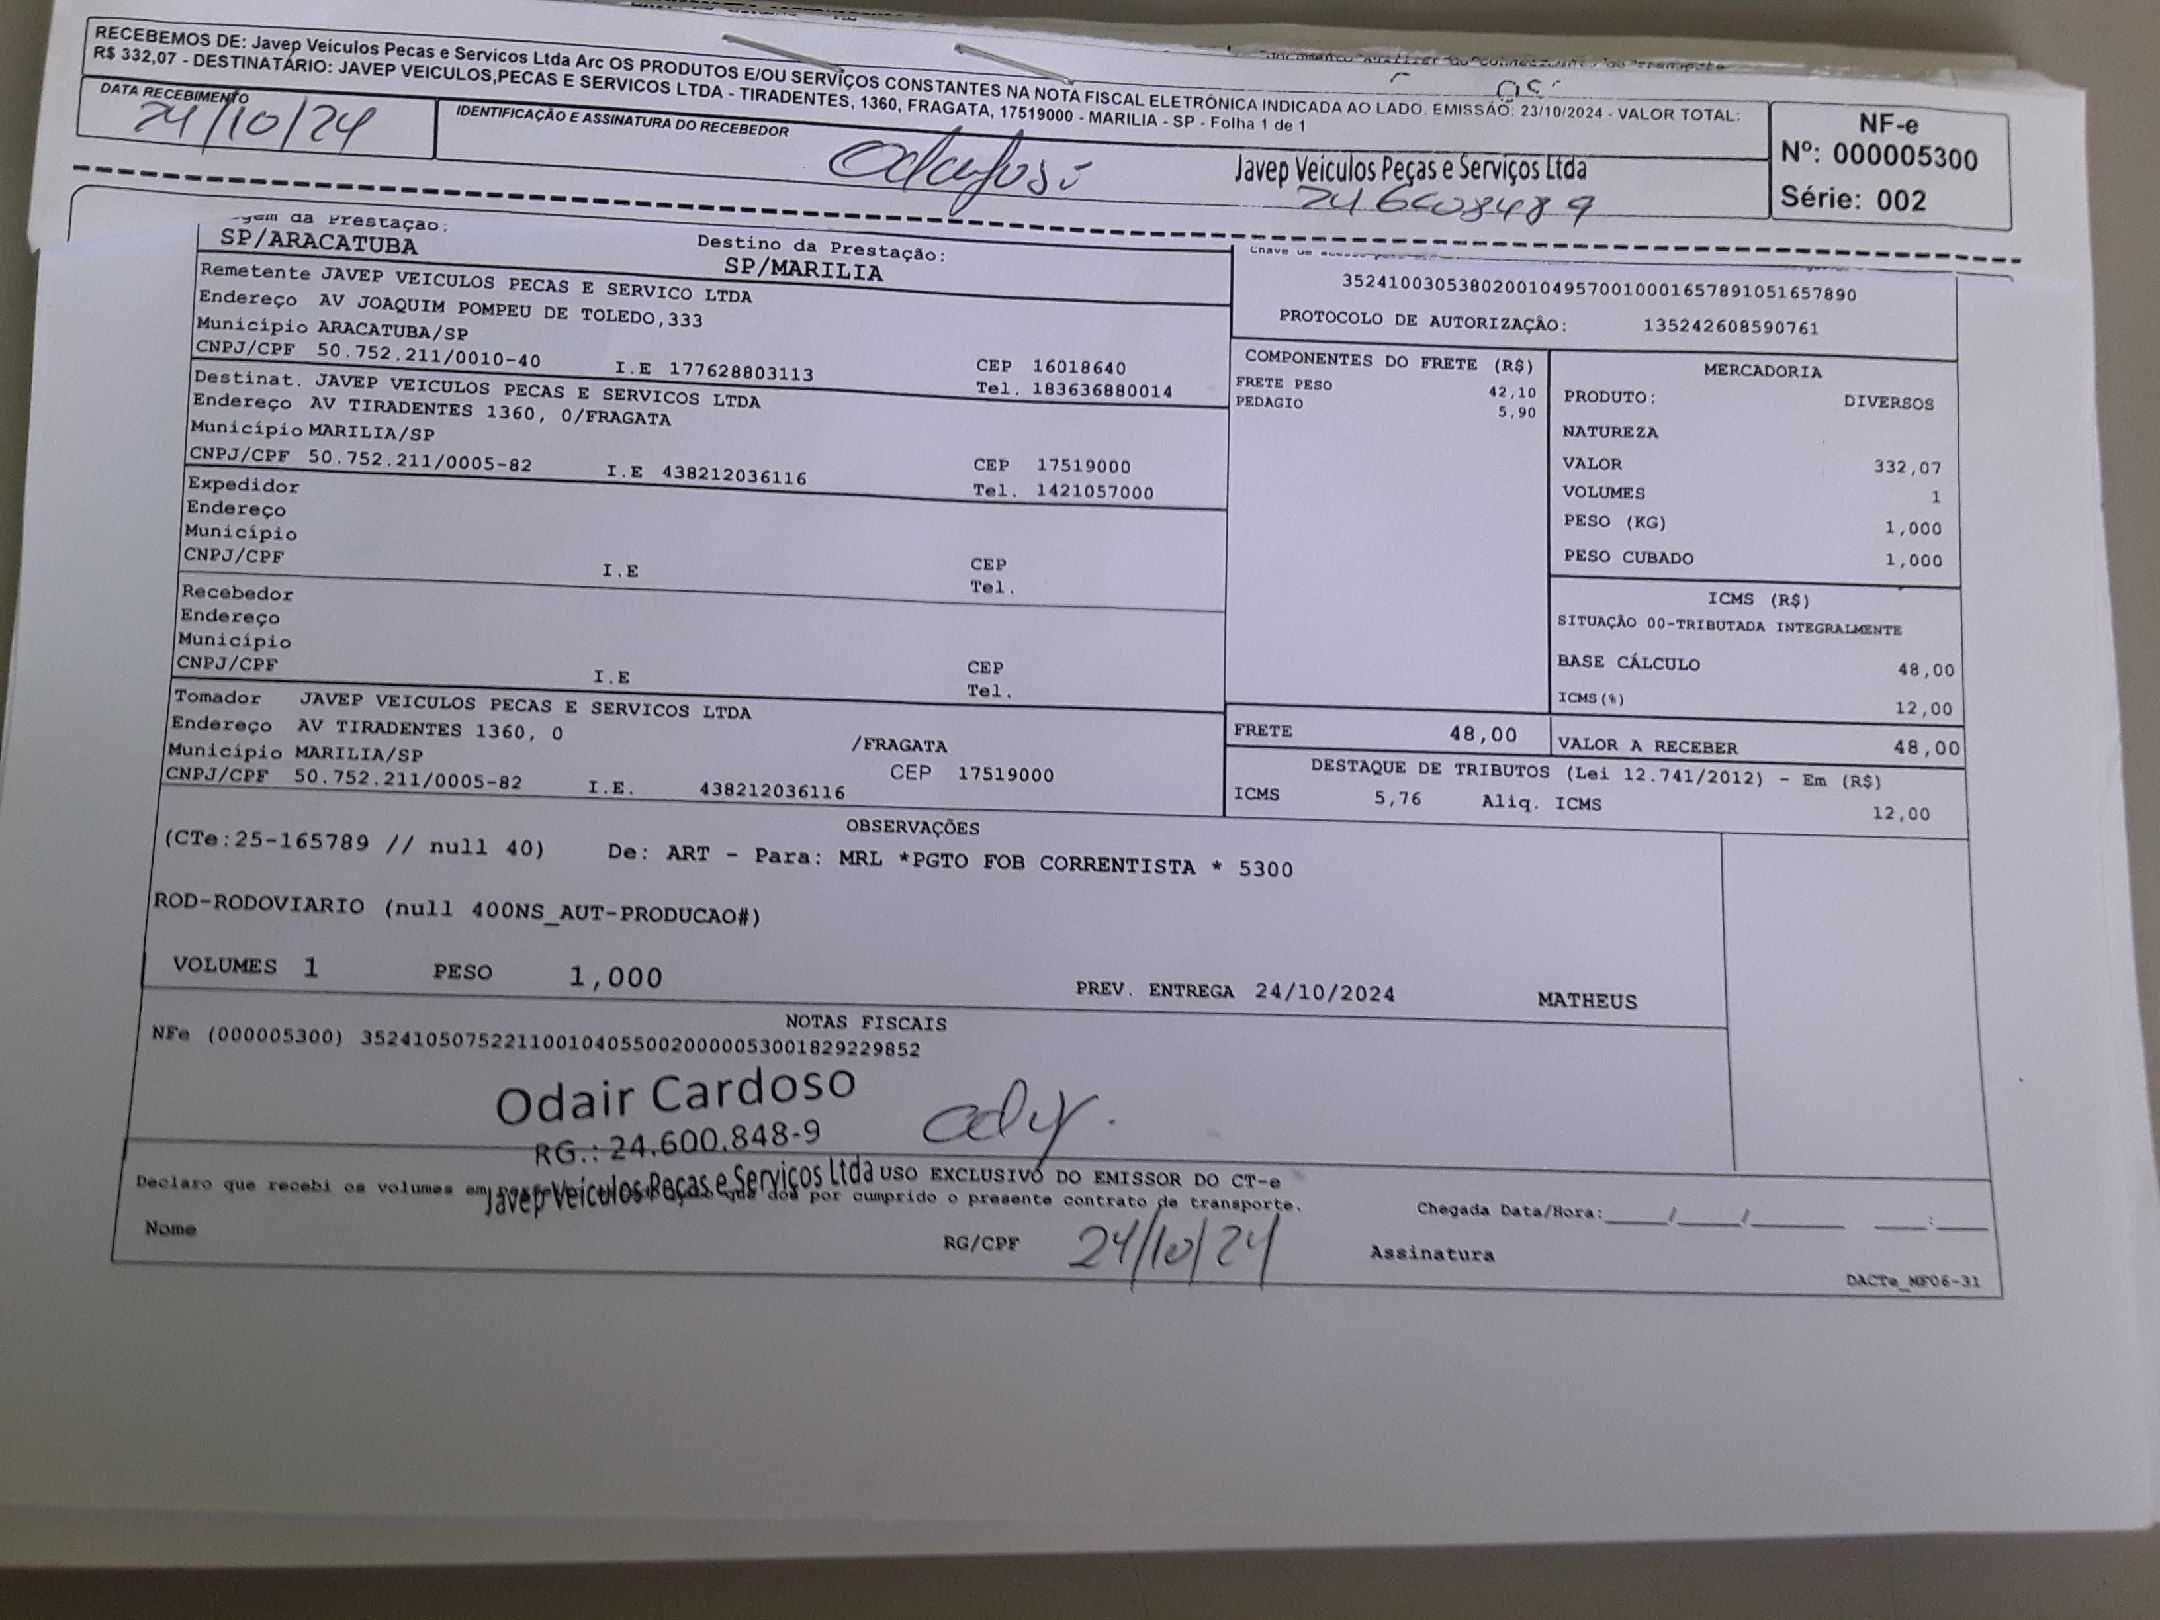 RECEBEMOS DE: Javep Veículos Pecas e Servicos Ltda Arc OS PRODUTOS E/OU SERVIÇOS CONSTANTES NA NOTA FISCAL ELETRÔNICA INDICADA AO LADO. EMISSÃO: 23/10/2024 - VALOR TOTAL:
R$ 332,07 - DESTINATÁRIO: JAVEP VEICULOS,PECAS E SERVICOS LTDA - TIRADENTES, 1360, FRAGATA, 17519000 - MARILIA - SP - Folha 1 de 1
DATA RECEBIMENTO
24/10/24
IDENTIFICAÇÃO E ASSINATURA DO RECEBEDOR
Javep Veículos Peças e Serviços Ltda
246008489
NF-e
Nº: 000005300
Série: 002
da Prestação:
SP/ARACATUBA
Destino da Prestação:
SP/MARILIA
Remetente JAVEP VEICULOS PECAS E SERVICO LTDA
Endereço AV JOAQUIM POMPEU DE TOLEDO,333
Município ARACATUBA/SP
CNPJ/CPF 50.752.211/0010-40 I.E 177628803113 CEP 16018640
Tel. 183636880014
Destinat. JAVEP VEICULOS PECAS E SERVICOS LTDA
Endereço AV TIRADENTES 1360, 0/FRAGATA
Município MARILIA/SP
CNPJ/CPF 50.752.211/0005-82 I.E 438212036116 CEP 17519000
Tel. 1421057000
Expedidor
Endereço
Município
CNPJ/CPF I.E CEP
Tel.
Recebedor
Endereço
Município
CNPJ/CPF I.E CEP
Tel.
Tomador JAVEP VEICULOS PECAS E SERVICOS LTDA
Endereço AV TIRADENTES 1360, 0 /FRAGATA
Município MARILIA/SP CEP 17519000
CNPJ/CPF 50.752.211/0005-82 I.E. 438212036116
35241003053802001049570010001657891051657890
PROTOCOLO DE AUTORIZAÇÃO: 135242608590761
COMPONENTES DO FRETE (R$)
FRETE PESO 42,10
PEDAGIO 5,90
MERCADORIA
PRODUTO: DIVERSOS
NATUREZA
VALOR 332,07
VOLUMES 1
PESO (KG) 1,000
PESO CUBADO 1,000
ICMS (R$)
SITUAÇÃO 00-TRIBUTADA INTEGRALMENTE
BASE CÁLCULO 48,00
ICMS(%) 12,00
FRETE 48,00 VALOR A RECEBER 48,00
DESTAQUE DE TRIBUTOS (Lei 12.741/2012) - Em (R$)
ICMS 5,76 Aliq. ICMS 12,00
OBSERVAÇÕES
(CTe:25-165789 // null 40) De: ART - Para: MRL *PGTO FOB CORRENTISTA * 5300
ROD-RODOVIARIO (null 400NS_AUT-PRODUCAO#)
VOLUMES 1 PESO 1,000 PREV. ENTREGA 24/10/2024 MATHEUS
NOTAS FISCAIS
NFe (000005300) 35241050752211001040550020000053001829229852
Odair Cardoso
RG.: 24.600.848-9
Javep Veículos Peças e Serviços Ltda
USO EXCLUSIVO DO EMISSOR DO CT-e
Declaro que recebi os volumes em dou por cumprido o presente contrato de transporte.
Chegada Data/Hora:____/____/______ ____:____
Nome RG/CPF 24/10/24 Assinatura
DACTe_MF06-31